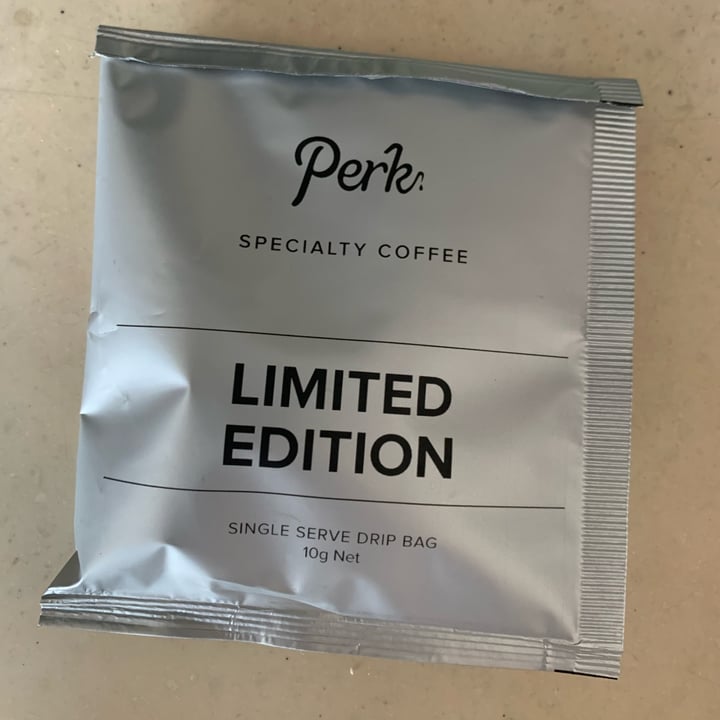 Perk.
SPECIALTY COFFEE
LIMITED
EDITION
SINGLE SERVE DRIP BAG
10g Net